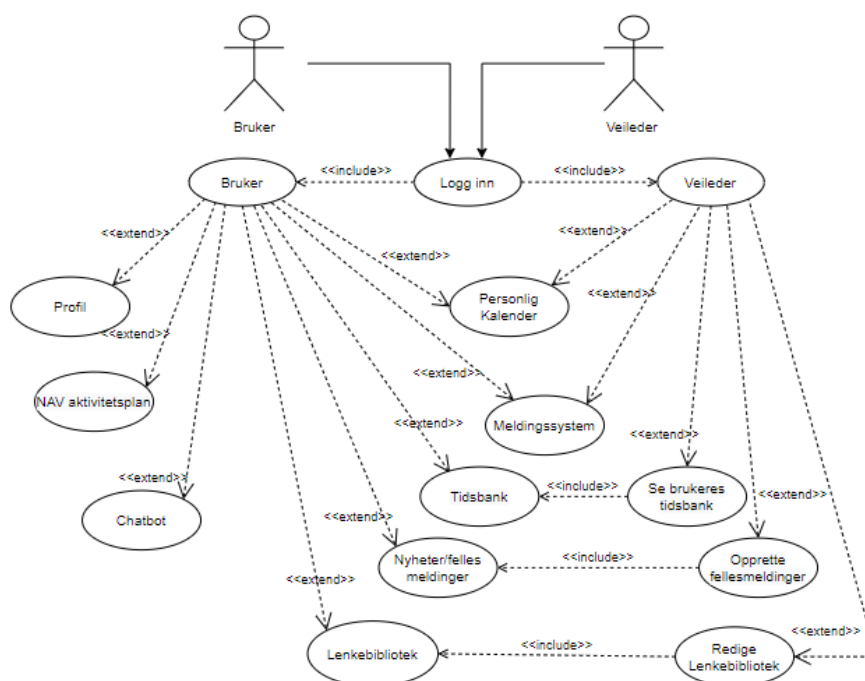 Bruker
Veileder
Bruker
<<include>>
Logg inn
<<include>>
Veileder
<<extend>>
<<extend>>
<<extend>>
Profil
Personlig
Kalender
<<extend>>
<<extend>>
NAV aktivitetsplan
<<extend>>
Meldingssystem
<<extend>>
<<extend>>
<<extend>>
Tidsbank
<<include>>
Se brukeres
tidsbank
<<extend>>
Chatbot
<<extend>>
Nyheter/felles
meldinger
<<include>>
Opprette
fellesmeldinger
<<extend>>
Lenkebibliotek
<<include>>
Redige
Lenkebibliotek
<<extend>>